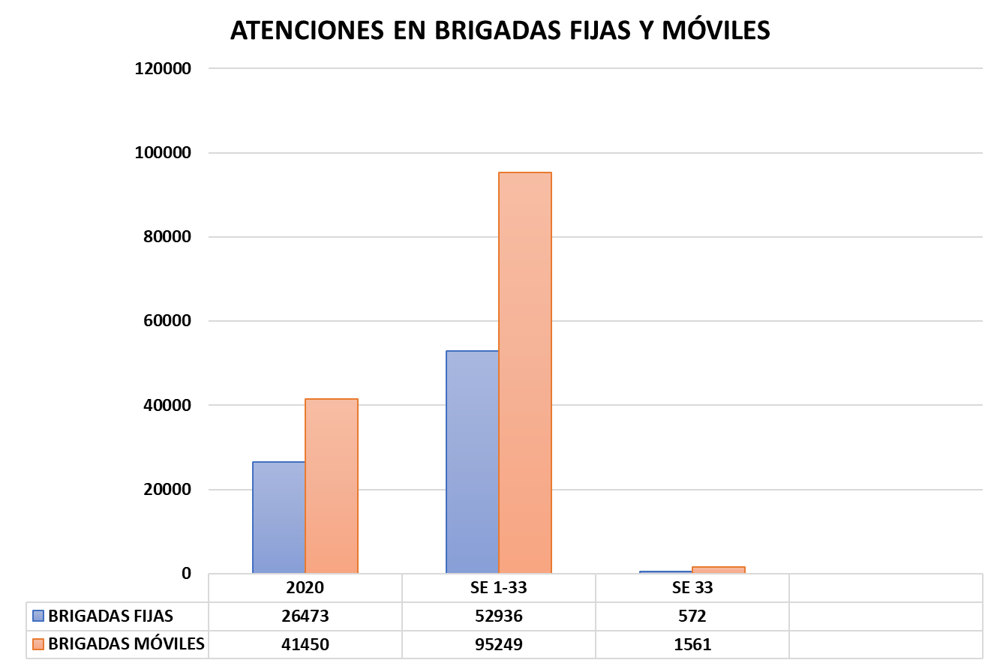 ATENCIONES EN BRIGADAS FIJAS Y MÓVILES
120000
100000
80000
60000
40000
20000
0
2020 SE 1-33 SE 33
BRIGADAS FIJAS 26473 52936 572
BRIGADAS MÓVILES 41450 95249 1561